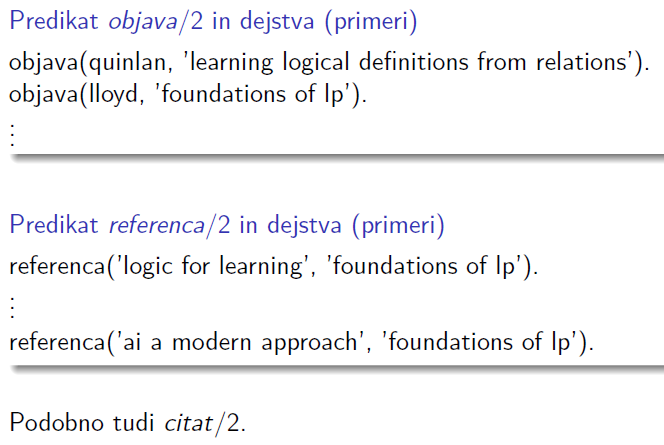 Predikat objava/2 in dejstva (primeri)
objava(quinlan, 'learning logical definitions from relations').
objava(lloyd, 'foundations of lp').
⋮
Predikat referenca/2 in dejstva (primeri)
referenca('logic for learning', 'foundations of lp').
⋮
referenca('ai a modern approach', 'foundations of lp').
Podobno tudi citat/2.